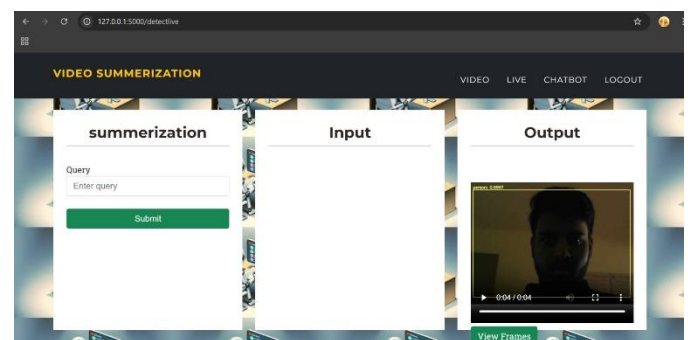 127.0.0.1:5000/detectlive
VIDEO SUMMERIZATION
VIDEO LIVE CHATBOT LOGOUT
summerization
Input
Output
Query
Enter query
Submit
0:04 / 0:04
View Frames